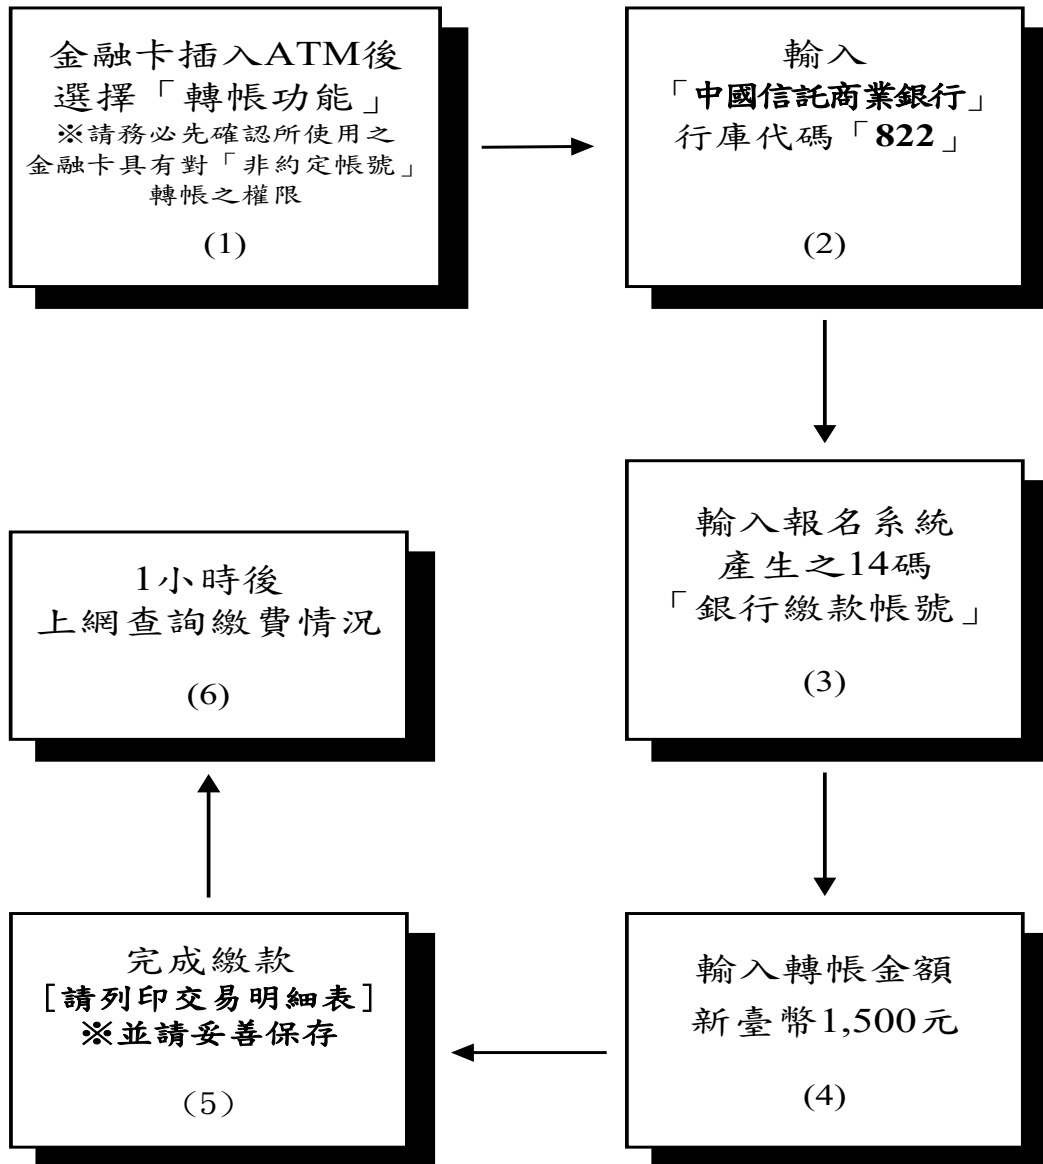 金融卡插入ATM後
選擇「轉帳功能」
※請務必先確認所使用之
金融卡具有對「非約定帳號」
轉帳之權限
(1)
輸入
「中國信託商業銀行」
行庫代碼「822」
(2)
輸入報名系統
產生之14碼
「銀行繳款帳號」
(3)
輸入轉帳金額
新臺幣1,500元
(4)
完成繳款
[請列印交易明細表]
※並請妥善保存
(5)
1小時後
上網查詢繳費情況
(6)